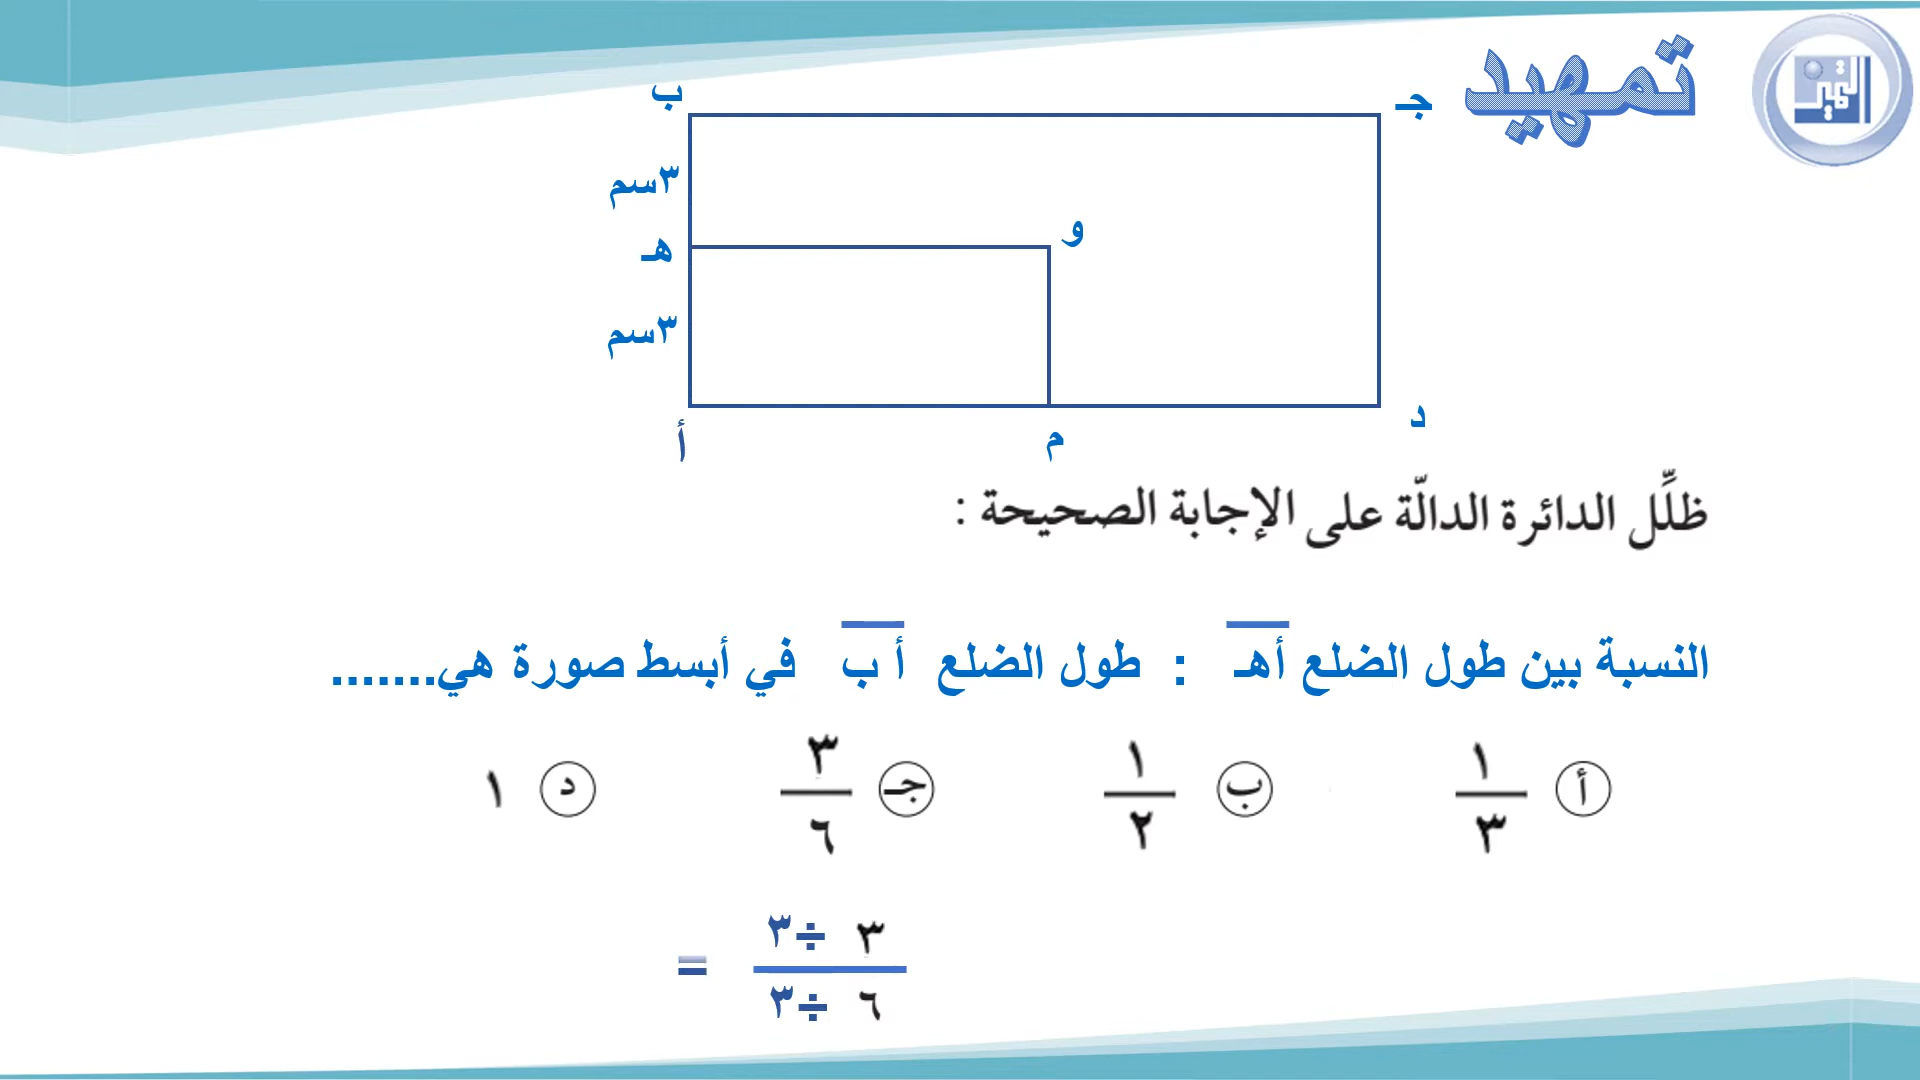 التميز
تمهيد
ب
جـ
٣سم
و
هـ
٣سم
أ
م
د
ظلِّل الدائرة الدالّة على الإجابة الصحيحة :
النسبة بين طول الضلع أهـ : طول الضلع أ ب في أبسط صورة هي.......
أ ١/٣ ب ١/٢ جـ ٣/٦ د ١
٣ ÷٣
=
٦ ÷٣